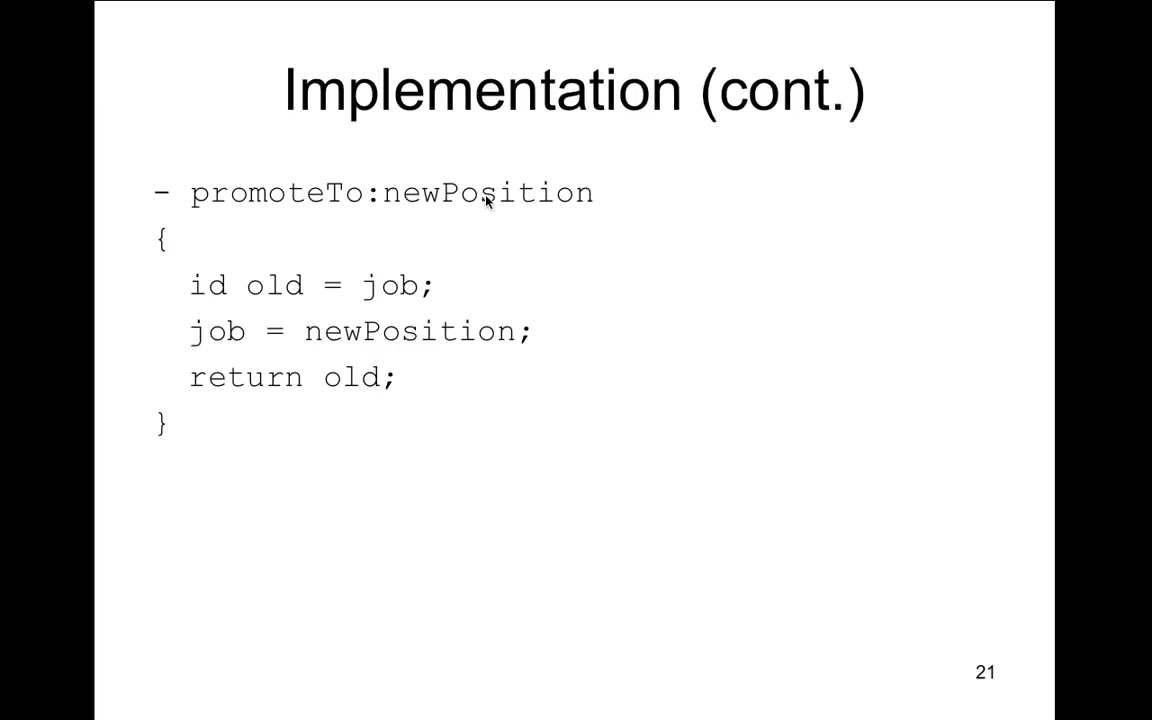 Implementation (cont.)
- promoteTo:newPosition
{
id old = job;
job = newPosition;
return old;
}
21